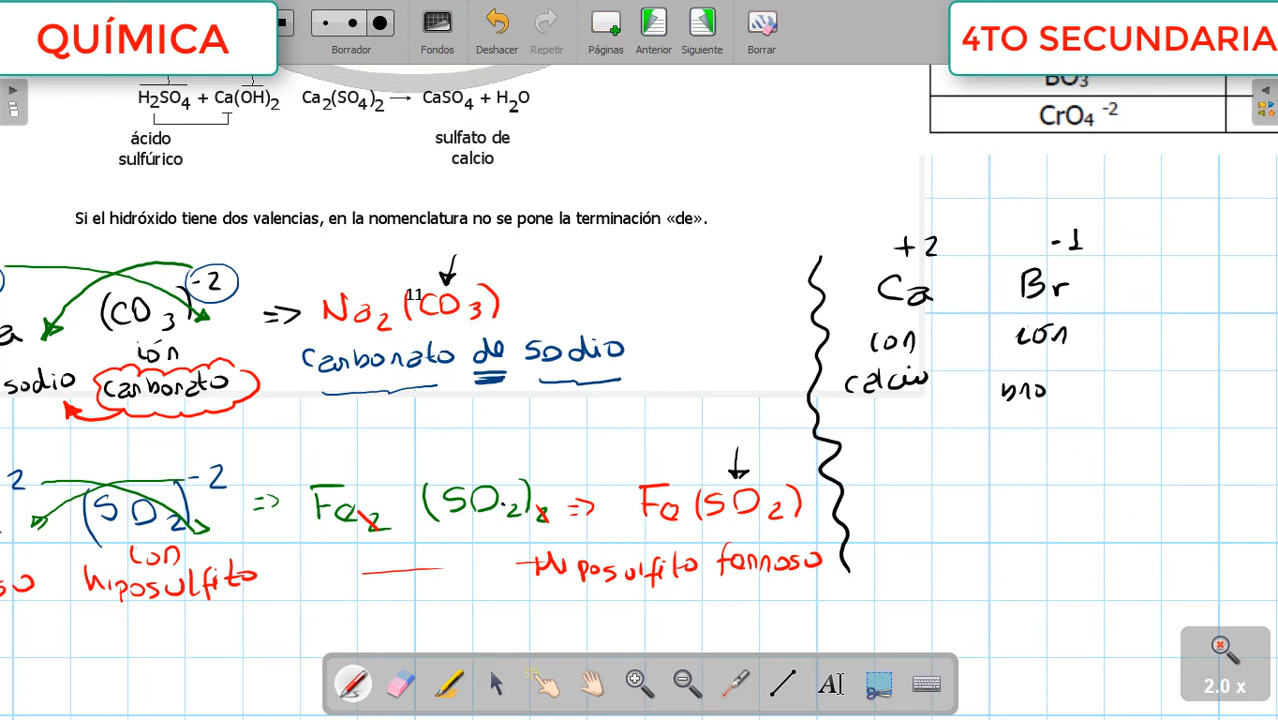 QUÍMICA
4TO SECUNDARIA
Borrador
Fondos
Deshacer
Repetir
Páginas
Anterior
Siguiente
Borrar
H2SO4 + Ca(OH)2 Ca2(SO4)2 → CaSO4 + H2O
ácido
sulfúrico
sulfato de
calcio
BO3
CrO4 -2
Si el hidróxido tiene dos valencias, en la nomenclatura no se pone la terminación «de».
(CO3)-2 => Na2(CO3)
11
ión
sodio carbonato
carbonato de sodio
+2 -1
Ca Br
ion ión
calcio bro
2 (SO2)-2 => Fe2 (SO2)2 => Fe(SO2)
ion
hiposulfito
Hiposulfito ferroso
2.0 x